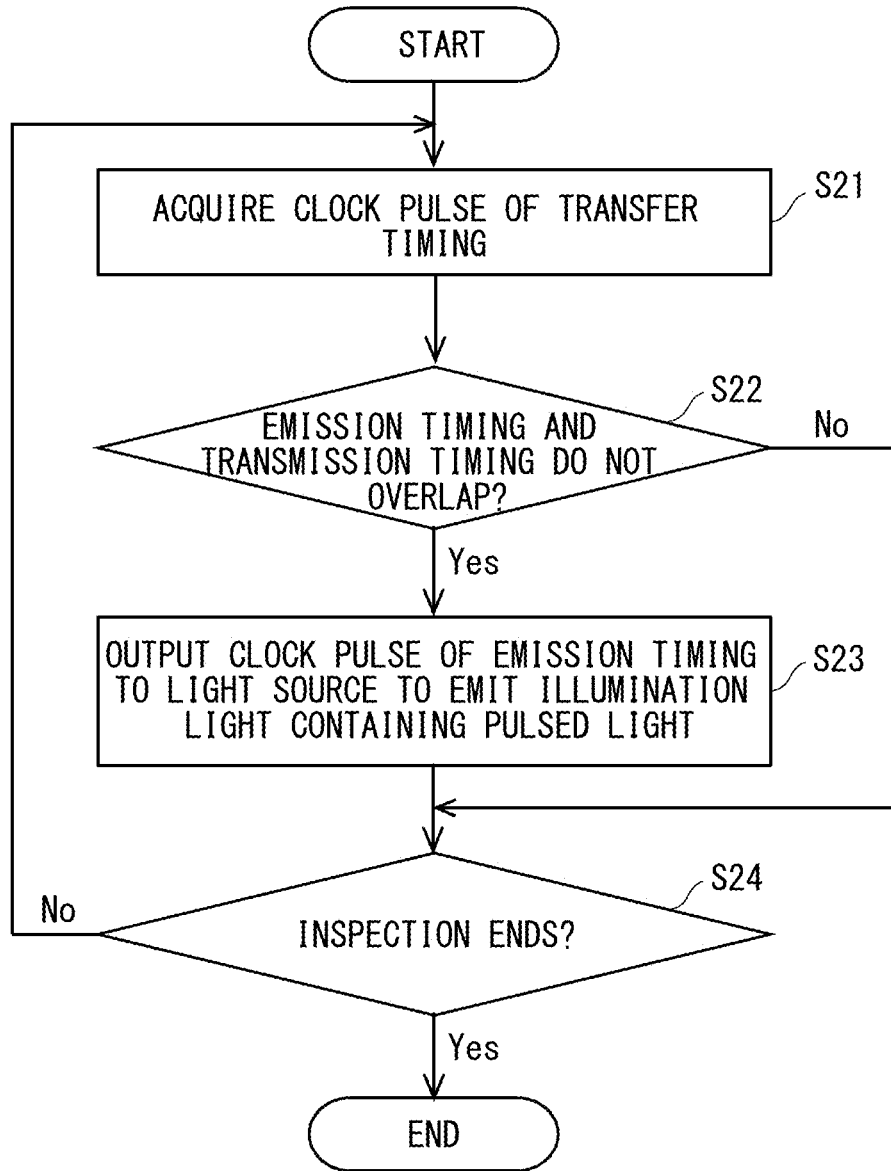 START
ACQUIRE CLOCK PULSE OF TRANSFER
TIMING
S21
S22
EMISSION TIMING AND
TRANSMISSION TIMING DO NOT
OVERLAP?
No
Yes
OUTPUT CLOCK PULSE OF EMISSION TIMING
TO LIGHT SOURCE TO EMIT ILLUMINATION
LIGHT CONTAINING PULSED LIGHT
S23
S24
No
INSPECTION ENDS?
Yes
END